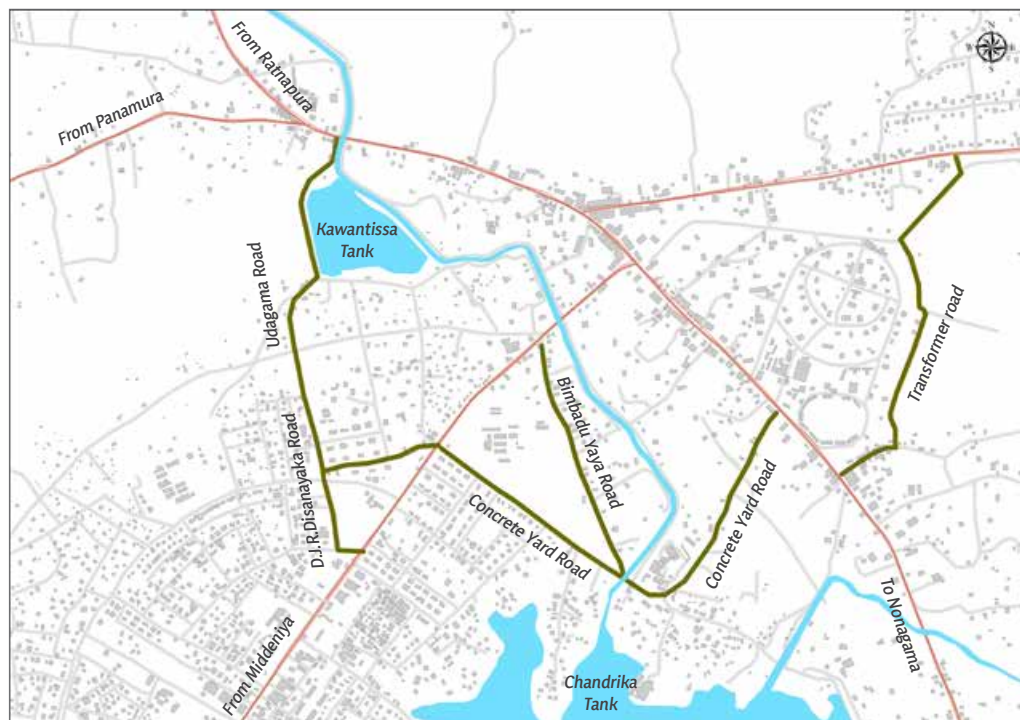 From Ratnapura
From Panamura
Kawantissa
Tank
Udagama Road
Transformer road
Bimbadu Yaya Road
D.J.R.Disanayaka Road
Concrete Yard Road
Concrete Yard Road
To Nonagama
From Middeniya
Chandrika
Tank